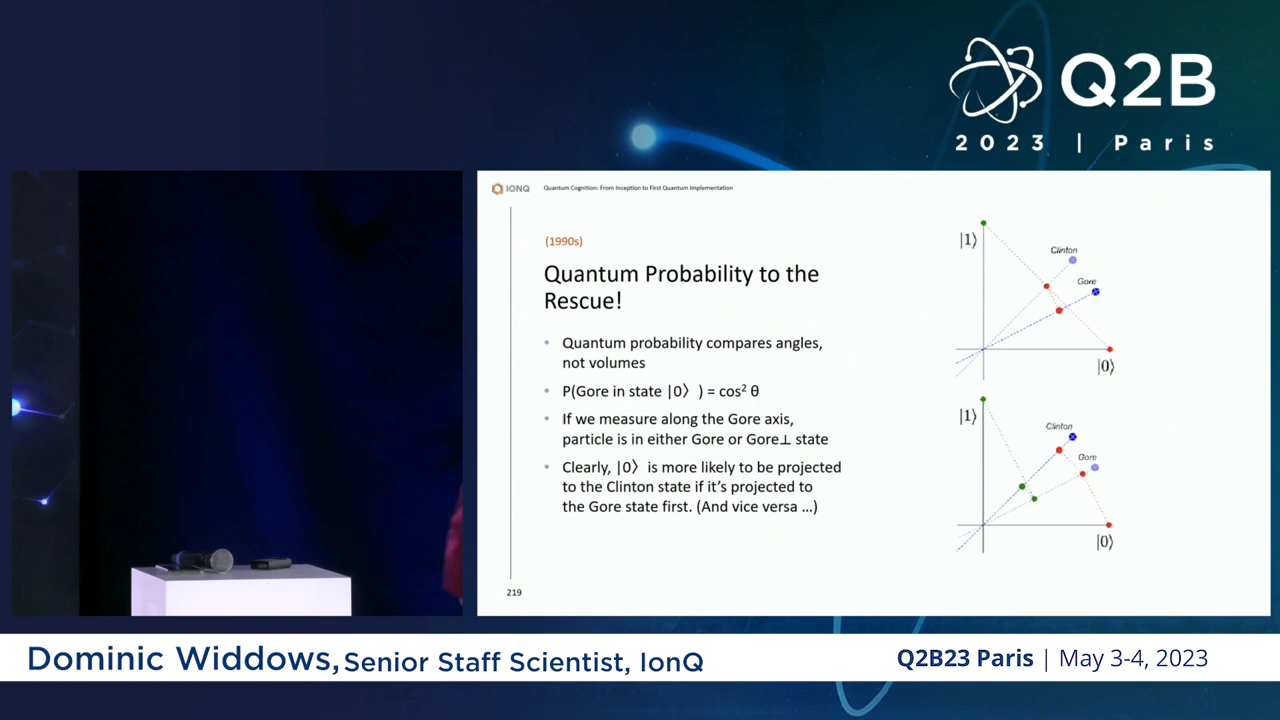 Q2B
2023 | Paris
IONQ
Quantum Cognition: From Inception to First Quantum Implementation
(1990s)
Quantum Probability to the
Rescue!
• Quantum probability compares angles,
not volumes
• P(Gore in state |0〉 ) = cos² θ
• If we measure along the Gore axis,
particle is in either Gore or Gore⊥ state
• Clearly, |0〉 is more likely to be projected
to the Clinton state if it's projected to
the Gore state first. (And vice versa ...)
219
|1⟩
Clinton
Gore
|0⟩
|1⟩
Clinton
Gore
|0⟩
Dominic Widdows, Senior Staff Scientist, IonQ
Q2B23 Paris | May 3-4, 2023